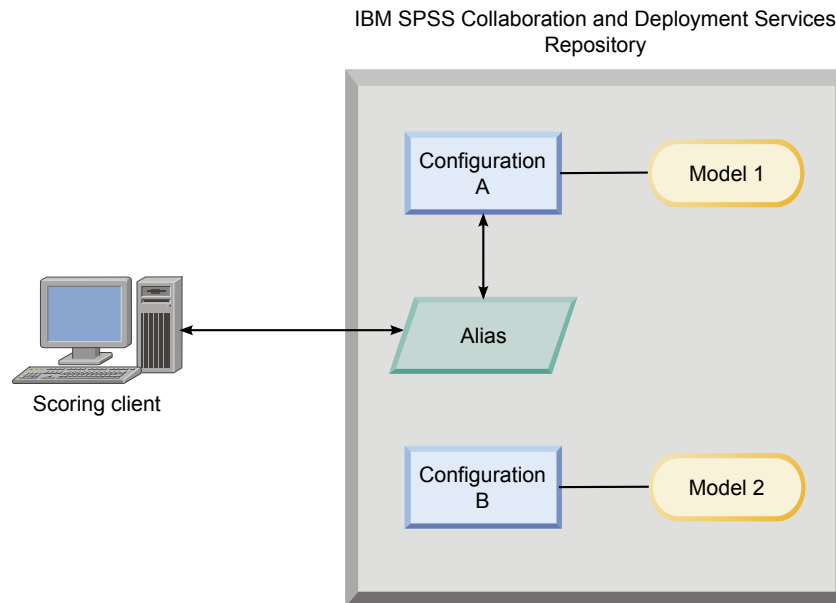 IBM SPSS Collaboration and Deployment Services
Repository
Configuration
A
Model 1
Alias
Scoring client
Configuration
B
Model 2